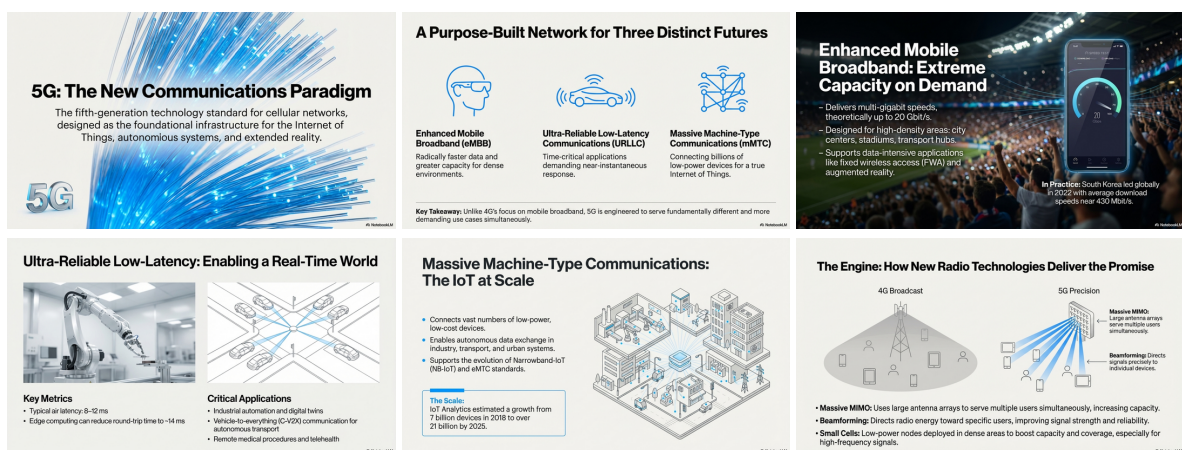 5G: The New Communications Paradigm
The fifth-generation technology standard for cellular networks,
designed as the foundational infrastructure for the Internet of
Things, autonomous systems, and extended reality.
5G
NotebookLM
A Purpose-Built Network for Three Distinct Futures
Enhanced Mobile
Broadband (eMBB)
Radically faster data and
greater capacity for dense
environments.
Ultra-Reliable Low-Latency
Communications (URLLC)
Time-critical applications
demanding near-instantaneous
response.
Massive Machine-Type
Communications (mMTC)
Connecting billions of
low-power devices for a true
Internet of Things.
Key Takeaway: Unlike 4G's focus on mobile broadband, 5G is engineered to serve fundamentally different and more
demanding use cases simultaneously.
NotebookLM
Enhanced Mobile
Broadband: Extreme
Capacity on Demand
– Delivers multi-gigabit speeds,
theoretically up to 20 Gbit/s.
– Designed for high-density areas: city
centers, stadiums, transport hubs.
– Supports data-intensive applications
like fixed wireless access (FWA) and
augmented reality.
20
In Practice: South Korea led globally
in 2022 with average download
speeds near 430 Mbit/s.
NotebookLM
Ultra-Reliable Low-Latency: Enabling a Real-Time World
Key Metrics
• Typical air latency: 8–12 ms
• Edge computing can reduce round-trip time to ~14 ms
Critical Applications
• Industrial automation and digital twins
• Vehicle-to-everything (C-V2X) communication for
autonomous transport
• Remote medical procedures and telehealth
Massive Machine-Type Communications:
The IoT at Scale
• Connects vast numbers of low-power,
low-cost devices.
• Enables autonomous data exchange in
industry, transport, and urban systems.
• Supports the evolution of Narrowband-IoT
(NB-IoT) and eMTC standards.
The Scale:
IoT Analytics estimated a growth from
7 billion devices in 2018 to over
21 billion by 2025.
The Engine: How New Radio Technologies Deliver the Promise
4G Broadcast
5G Precision
Massive MIMO:
Large antenna arrays
serve multiple users
simultaneously.
Beamforming: Directs
signals precisely to
individual devices.
• Massive MIMO: Uses large antenna arrays to serve multiple users simultaneously, increasing capacity.
• Beamforming: Directs radio energy toward specific users, improving signal strength and reliability.
• Small Cells: Low-power nodes deployed in dense areas to boost capacity and coverage, especially for
high-frequency signals.